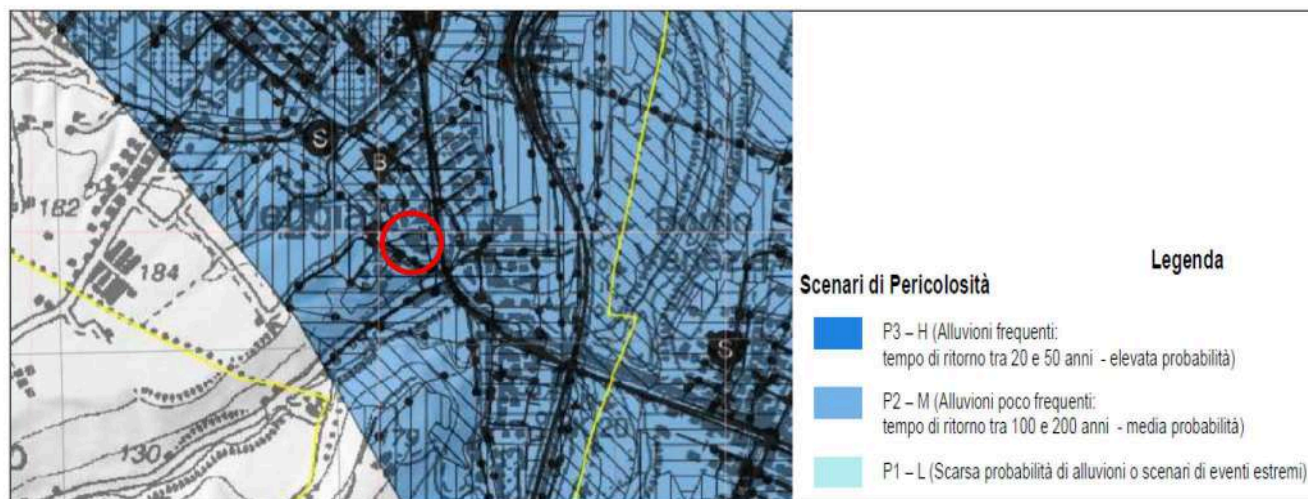 S
B
Veggia
182
184
S
130
Legenda
Scenari di Pericolosità
P3 – H (Alluvioni frequenti:
tempo di ritorno tra 20 e 50 anni - elevata probabilità)
P2 – M (Alluvioni poco frequenti:
tempo di ritorno tra 100 e 200 anni - media probabilità)
P1 – L (Scarsa probabilità di alluvioni o scenari di eventi estremi)